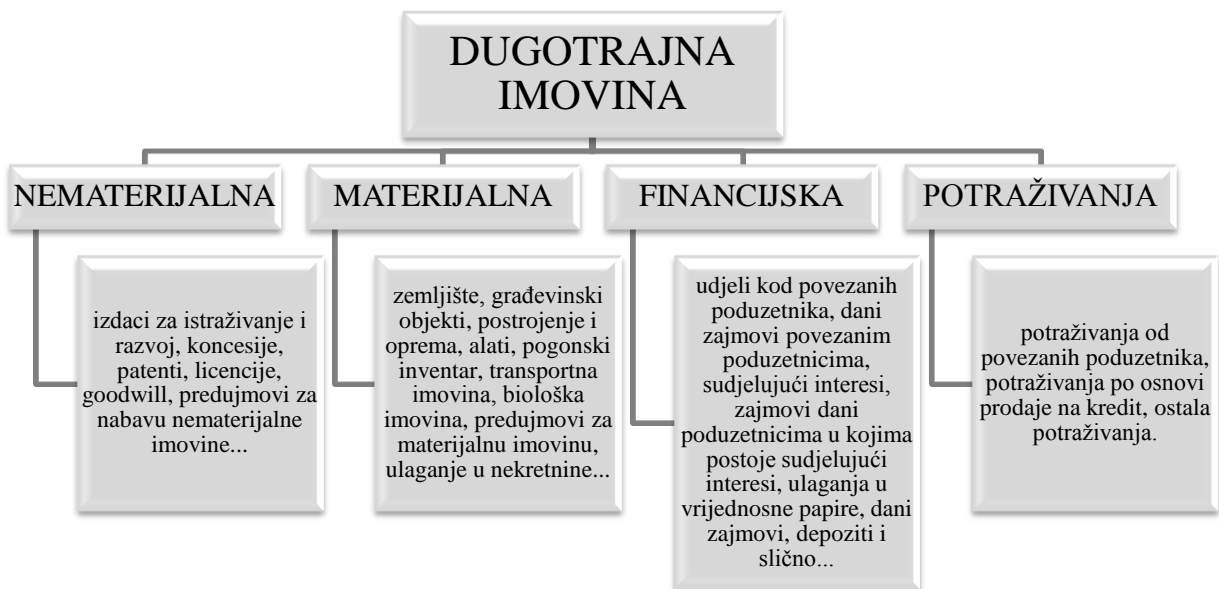 DUGOTRAJNA
IMOVINA
NEMATERIJALNA
izdaci za istraživanje i
razvoj, koncesije,
patenti, licencije,
goodwill, predujmovi za
nabavu nematerijalne
imovine...
MATERIJALNA
zemljište, građevinski
objekti, postrojenje i
oprema, alati, pogonski
inventar, transportna
imovina, biološka
imovina, predujmovi za
materijalnu imovinu,
ulaganje u nekretnine...
FINANCIJSKA
udjeli kod povezanih
poduzetnika, dani
zajmovi povezanim
poduzetnicima,
sudjelujući interesi,
zajmovi dani
poduzetnicima u kojima
postoje sudjelujući
interesi, ulaganja u
vrijednosne papire, dani
zajmovi, depoziti i
slično...
POTRAŽIVANJA
potraživanja od
povezanih poduzetnika,
potraživanja po osnovi
prodaje na kredit, ostala
potraživanja.